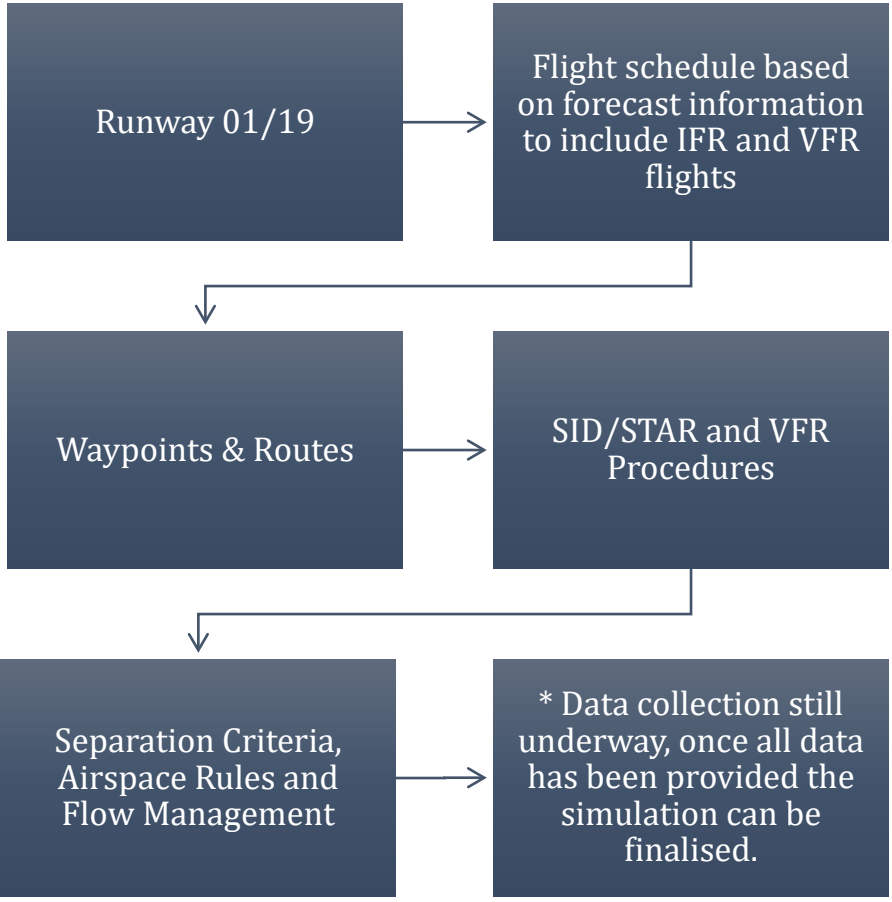 Runway 01/19
Flight schedule based
on forecast information
to include IFR and VFR
flights
Waypoints & Routes
SID/STAR and VFR
Procedures
Separation Criteria,
Airspace Rules and
Flow Management
* Data collection still
underway, once all data
has been provided the
simulation can be
finalised.